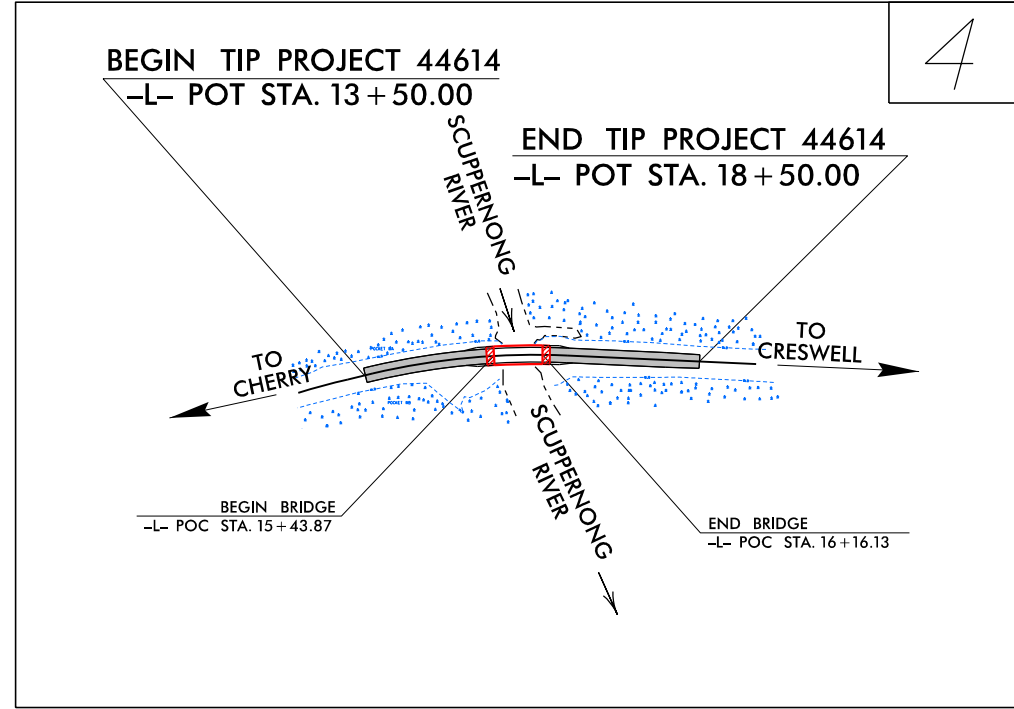 4
BEGIN TIP PROJECT 44614
-L- POT STA. 13+50.00
SCUPPERNONG
RIVER
END TIP PROJECT 44614
-L- POT STA. 18+50.00
TO
CHERRY
TO
CRESWELL
SCUPPERNONG
RIVER
BEGIN BRIDGE
-L- POC STA. 15+43.87
END BRIDGE
-L- POC STA. 16+16.13